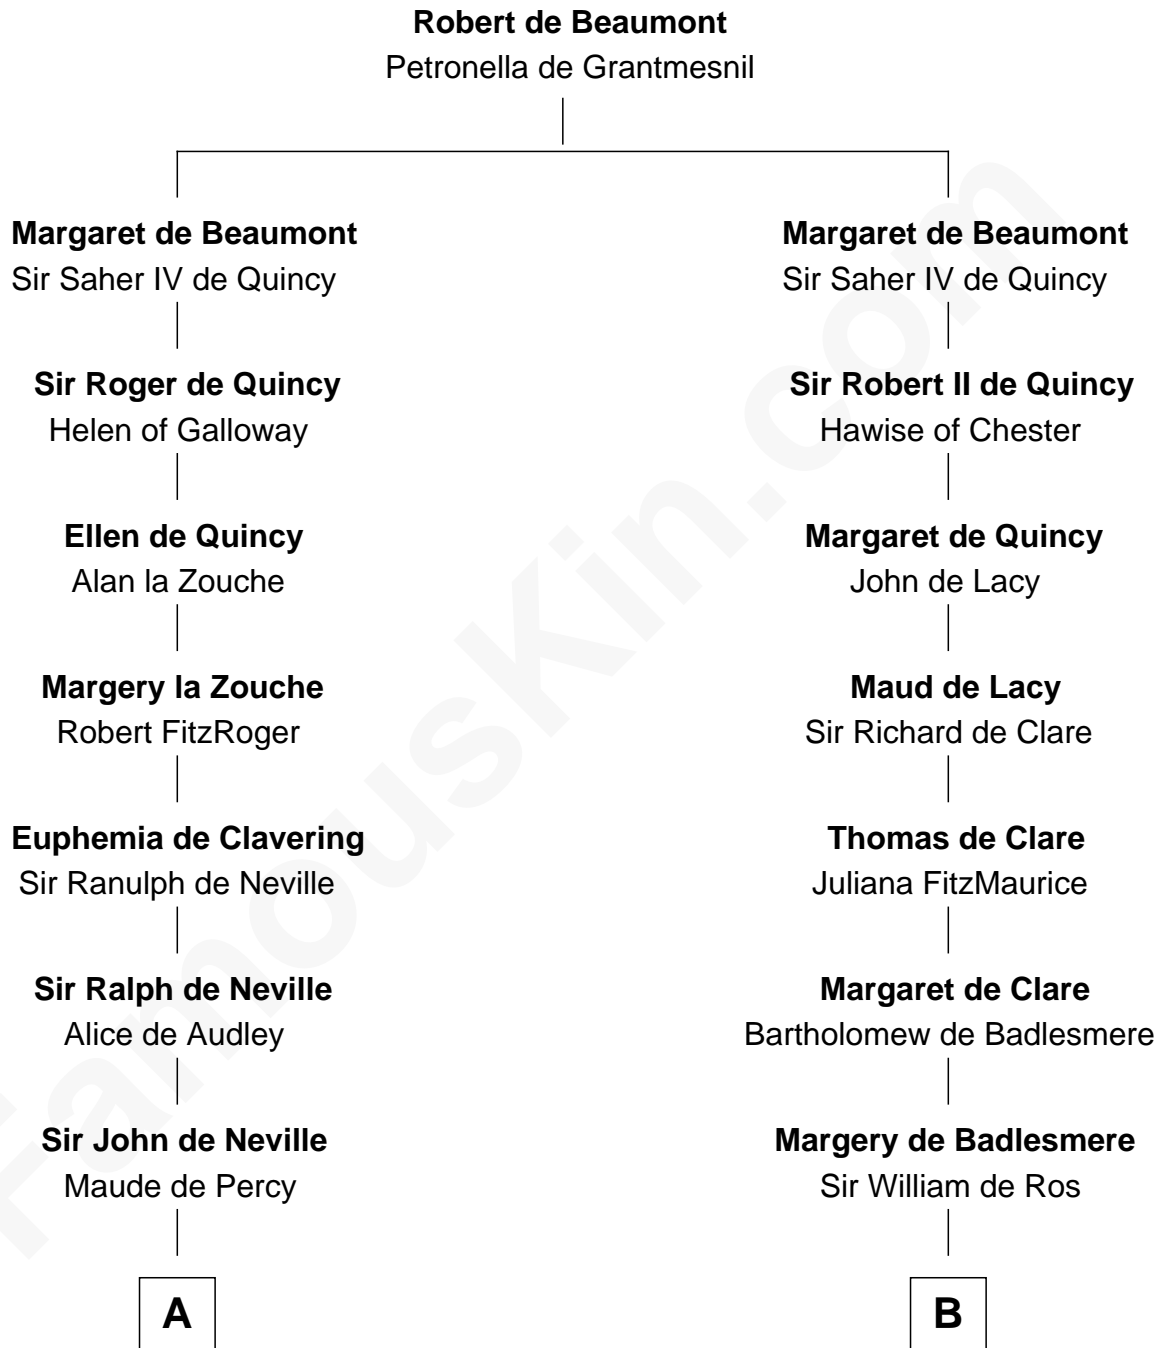 Robert de Beaumont
Petronella de Grantmesnil
Margaret de Beaumont
Sir Saher IV de Quincy
Sir Roger de Quincy
Helen of Galloway
Ellen de Quincy
Alan la Zouche
Margery la Zouche
Robert FitzRoger
Euphemia de Clavering
Sir Ranulph de Neville
Sir Ralph de Neville
Alice de Audley
Sir John de Neville
Maude de Percy
A
Margaret de Beaumont
Sir Saher IV de Quincy
Sir Robert II de Quincy
Hawise of Chester
Margaret de Quincy
John de Lacy
Maud de Lacy
Sir Richard de Clare
Thomas de Clare
Juliana FitzMaurice
Margaret de Clare
Bartholomew de Badlesmere
Margery de Badlesmere
Sir William de Ros
B
FamousKin.com